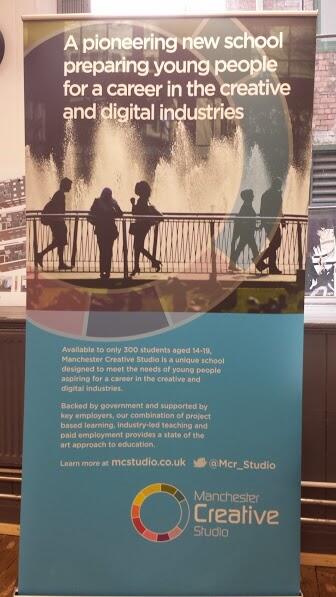 A pioneering new school
preparing young people
for a career in the creative
and digital industries
Available to only 300 students aged 14-19,
Manchester Creative Studio is a unique school
designed to meet the needs of young people
aspiring for a career in the creative and
digital industries.
Backed by government and supported by
key employers, our combination of project
based learning, industry-led teaching and
paid employment provides a state of the
art approach to education.
Learn more at mcstudio.co.uk @Mcr_Studio
Manchester
Creative
Studio